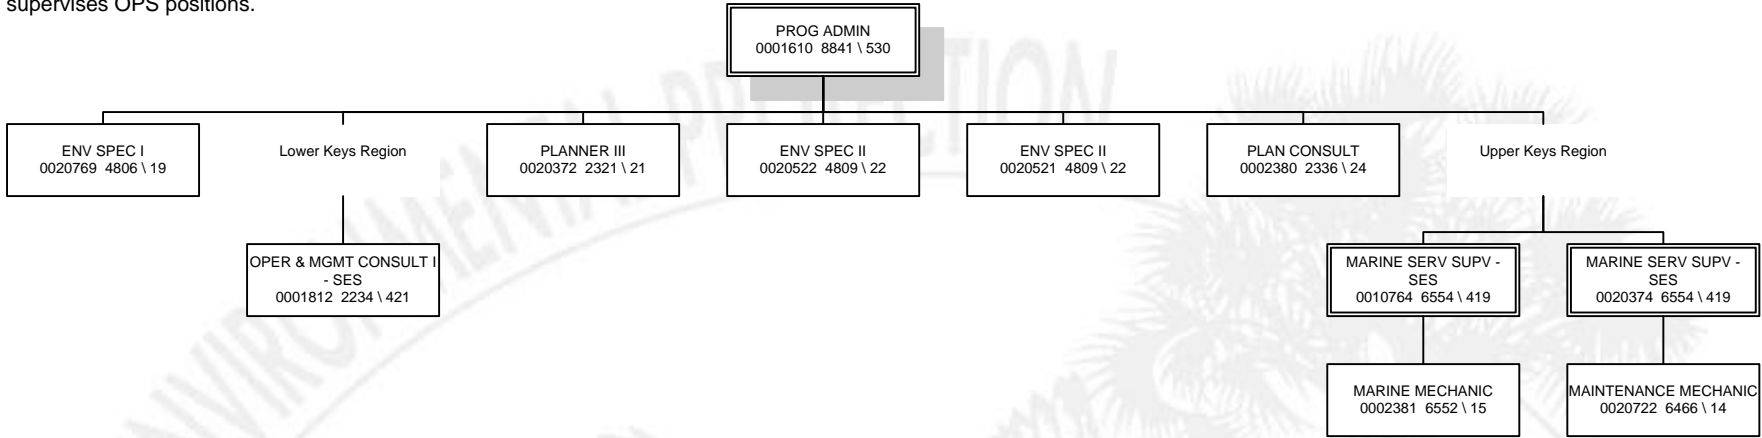 supervises OPS positions.
PROG ADMIN
0001610 8841 \ 530
ENV SPEC I
0020769 4806 \ 19
Lower Keys Region
PLANNER III
0020372 2321 \ 21
ENV SPEC II
0020522 4809 \ 22
ENV SPEC II
0020521 4809 \ 22
PLAN CONSULT
0002380 2336 \ 24
Upper Keys Region
OPER & MGMT CONSULT I
- SES
0001812 2234 \ 421
MARINE SERV SUPV -
SES
0010764 6554 \ 419
MARINE SERV SUPV -
SES
0020374 6554 \ 419
MARINE MECHANIC
0002381 6552 \ 15
MAINTENANCE MECHANIC
0020722 6466 \ 14
ENVIRONMENTAL PROTECTION